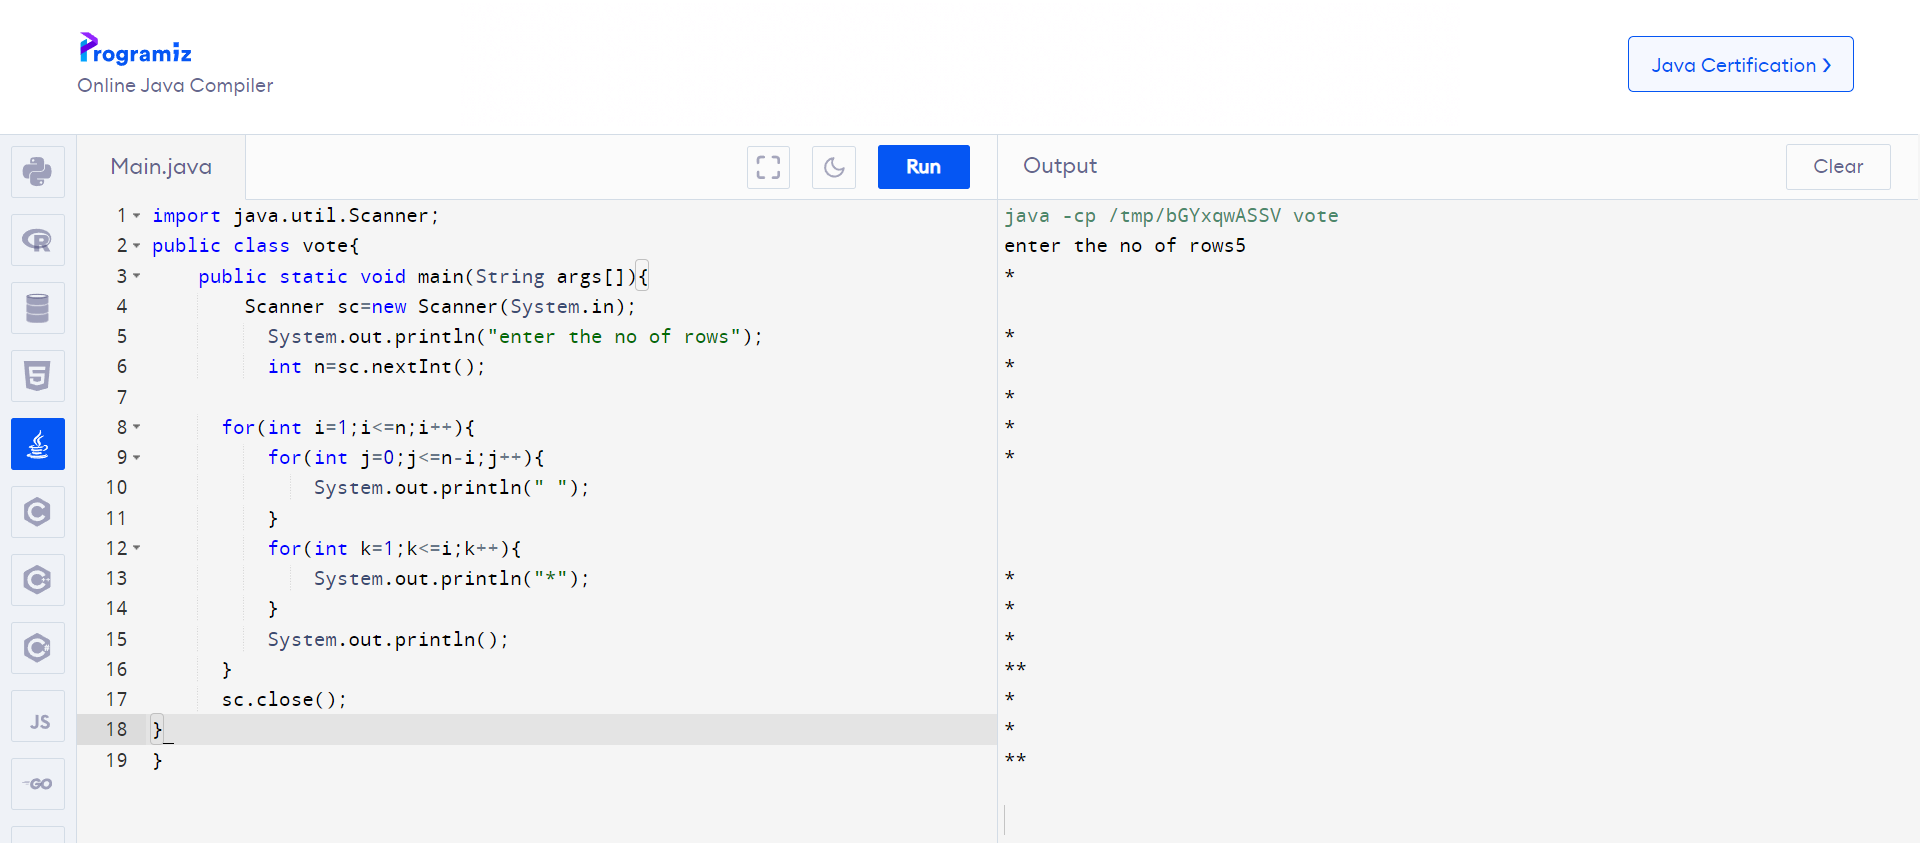 Programiz
Online Java Compiler
Java Certification ›
Main.java
Run
Output
Clear
1 import java.util.Scanner;
2 public class vote{
3 public static void main(String args[]){
4 Scanner sc=new Scanner(System.in);
5 System.out.println("enter the no of rows");
6 int n=sc.nextInt();
7
8 for(int i=1;i<=n;i++){
9 for(int j=0;j<=n-i;j++){
10 System.out.println(" ");
11 }
12 for(int k=1;k<=i;k++){
13 System.out.println("*");
14 }
15 System.out.println();
16 }
17 sc.close();
18 }
19 }
java -cp /tmp/bGYxqwASSV vote
enter the no of rows5
*
*
*
*
*
*
*
*
*
**
*
*
**
R
5
C
C++
C#
JS
GO